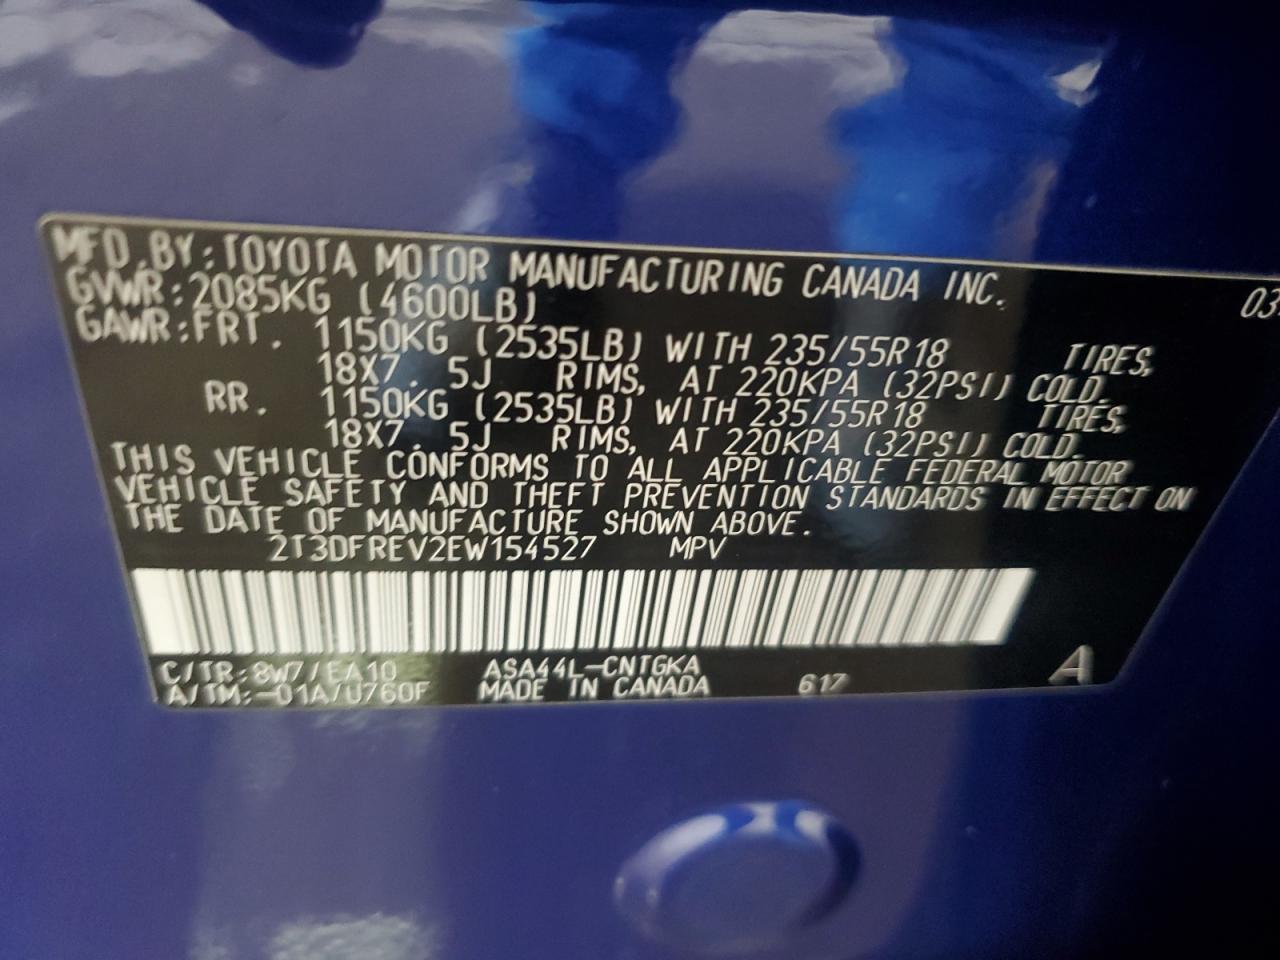 MFD.BY:TOYOTA MOTOR MANUFACTURING CANADA INC.
GVWR:2085KG (4600LB)
GAWR:FRT. 1150KG (2535LB) WITH 235/55R18 TIRES,
18X7.5J RIMS, AT 220KPA (32PSI) COLD.
RR. 1150KG (2535LB) WITH 235/55R18 TIRES,
18X7.5J RIMS, AT 220KPA (32PSI) COLD.
THIS VEHICLE CONFORMS TO ALL APPLICABLE FEDERAL MOTOR
VEHICLE SAFETY AND THEFT PREVENTION STANDARDS IN EFFECT ON
THE DATE OF MANUFACTURE SHOWN ABOVE.
2T3DFREV2EW154527 MPV
C/TR:8W7/EA10 ASA44L-CNTGKA
A/TM:-01A/U760F MADE IN CANADA 617 A